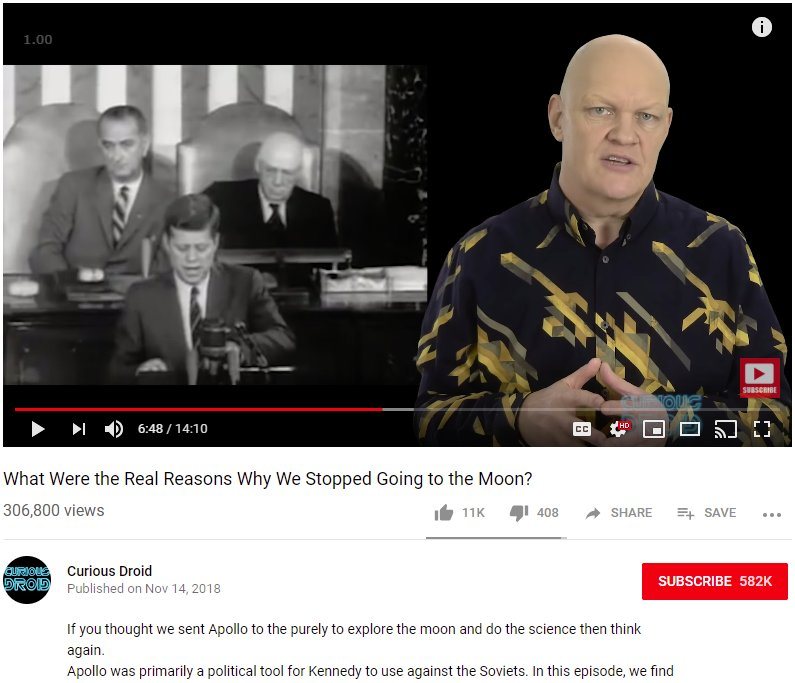 1.00
SUBSCRIBE
CURIOUS
6:48 / 14:10
CC
HD
What Were the Real Reasons Why We Stopped Going to the Moon?
306,800 views
11K 408 SHARE SAVE
CURIOUS
DROID
Curious Droid
Published on Nov 14, 2018
SUBSCRIBE 582K
If you thought we sent Apollo to the purely to explore the moon and do the science then think
again.
Apollo was primarily a political tool for Kennedy to use against the Soviets. In this episode, we find